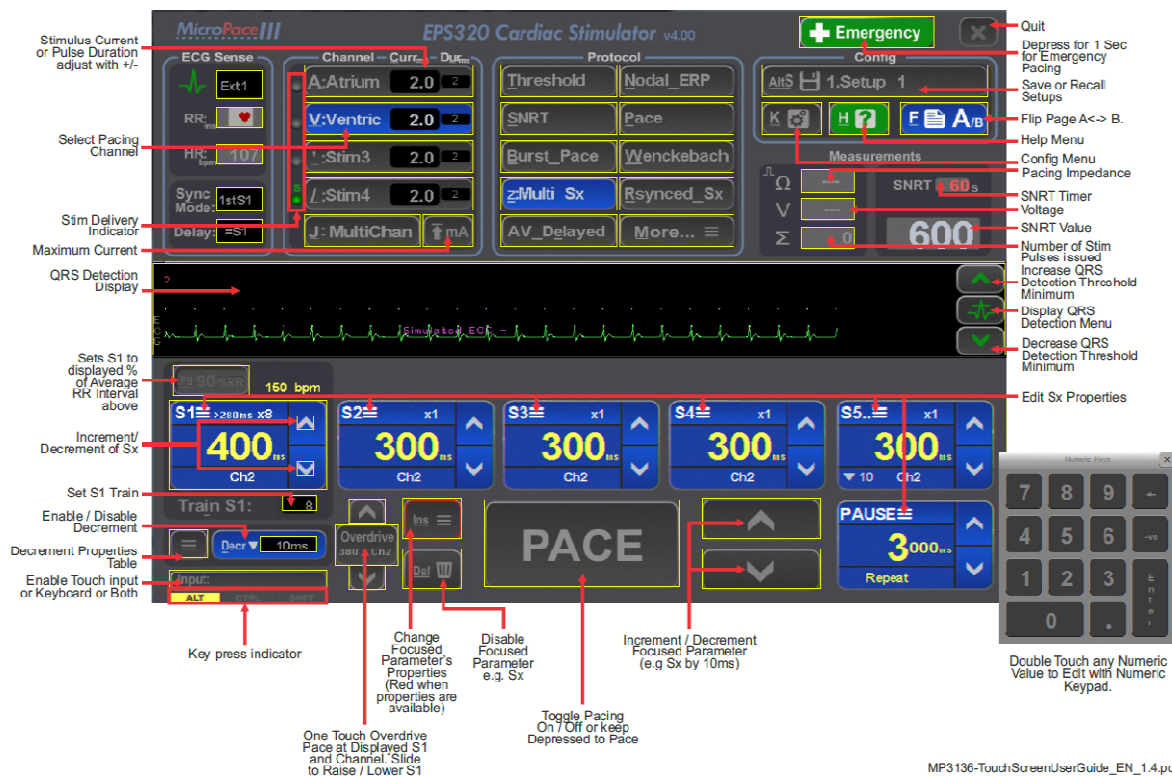 MicroPace III
EPS320 Cardiac Stimulator v4.00
Emergency
Quit
Depress for 1 Sec
for Emergency
Pacing
Stimulus Current
or Pulse Duration
adjust with +/-
ECG Sense
Channel
Curr mA
Dur ms
Protocol
Config
Ext1
A:Atrium 2.0 2
Threshold
Nodal_ERP
AltS 1.Setup 1
Save or Recall
Setups
RR: ms
V:Ventric 2.0 2
SNRT
Pace
K
H ?
F A/B
Flip Page A<-> B.
Help Menu
Select Pacing
Channel
HR: bpm 107
':Stim3 2.0 2
Burst_Pace
Wenckebach
Measurements
Config Menu
Pacing Impedance
Sync
Mode: 1stS1
S
/:Stim4 2.0 2
z:Multi Sx
Rsynced_Sx
Ω ---
SNRT 60s
SNRT Timer
V ---
Voltage
Stim Delivery
Indicator
Delay: =S1
J: MultiChan
mA
AV_Delayed
More... ≡
Σ 0
600
SNRT Value
Maximum Current
Number of Stim
Pulses Issued
QRS Detection
Display
2
ECG
Simulated ECG -
Increase QRS
Detection Threshold
Minimum
Display QRS
Detection Menu
Decrease QRS
Detection Threshold
Minimum
Sets S1 to
displayed %
of Average
RR Interval
above
90 %RR
150 bpm
Edit Sx Properties
S1≡ >280ms x8
400ms
Ch2
S2≡ x1
300ms
Ch2
S3≡ x1
300ms
Ch2
S4≡ x1
300ms
Ch2
S5..≡ x1
300ms
▼ 10 Ch2
Increment/
Decrement of Sx
Set S1 Train
Train S1: 8
Enable / Disable
Decrement
Decr▼ 10ms
Decrement Properties
Table
Enable Touch input
or Keyboard or Both
Input:
ALT CTRL SHFT
Overdrive
380 Ch2
Ins ≡
Del
PACE
PAUSE≡
3000ms
Repeat
Numeric Keys X
7 8 9 ←
4 5 6 -ve
1 2 3 Enter
0 .
Key press indicator
Change
Focused
Parameter's
Properties
(Red when
properties are
available)
Disable
Focused
Parameter
e.g. Sx
Increment / Decrement
Focused Parameter
(e.g Sx by 10ms)
Double Touch any Numeric
Value to Edit with Numeric
Keypad.
One Touch Overdrive
Pace at Displayed S1
and Channel. Slide
to Raise / Lower S1
Toggle Pacing
On / Off or keep
Depressed to Pace
MP3136-TouchScreenUserGuide_EN_1.4.pd